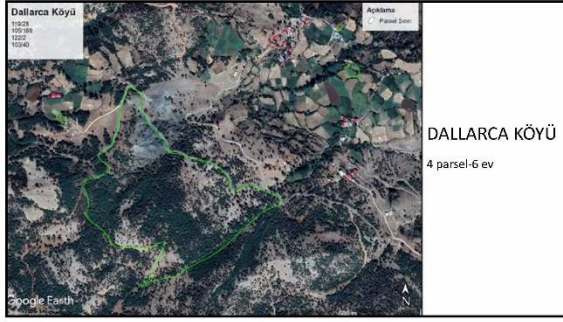 Dallarca Köyü
119/28
105/168
122/2
103/40
Açıklama
Parsel Sınırı
DALLARCA KÖYÜ
4 parsel-6 ev
Google Earth
N